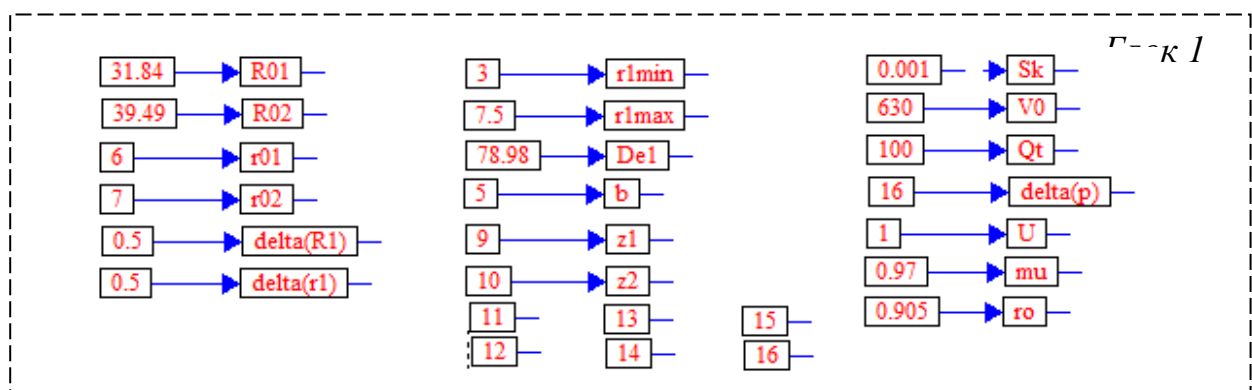 Блок 1
31.84 R01
39.49 R02
6 r01
7 r02
0.5 delta(R1)
0.5 delta(r1)
3 r1min
7.5 r1max
78.98 De1
5 b
9 z1
10 z2
11 13 15
12 14 16
0.001 Sk
630 V0
100 Qt
16 delta(p)
1 U
0.97 mu
0.905 ro